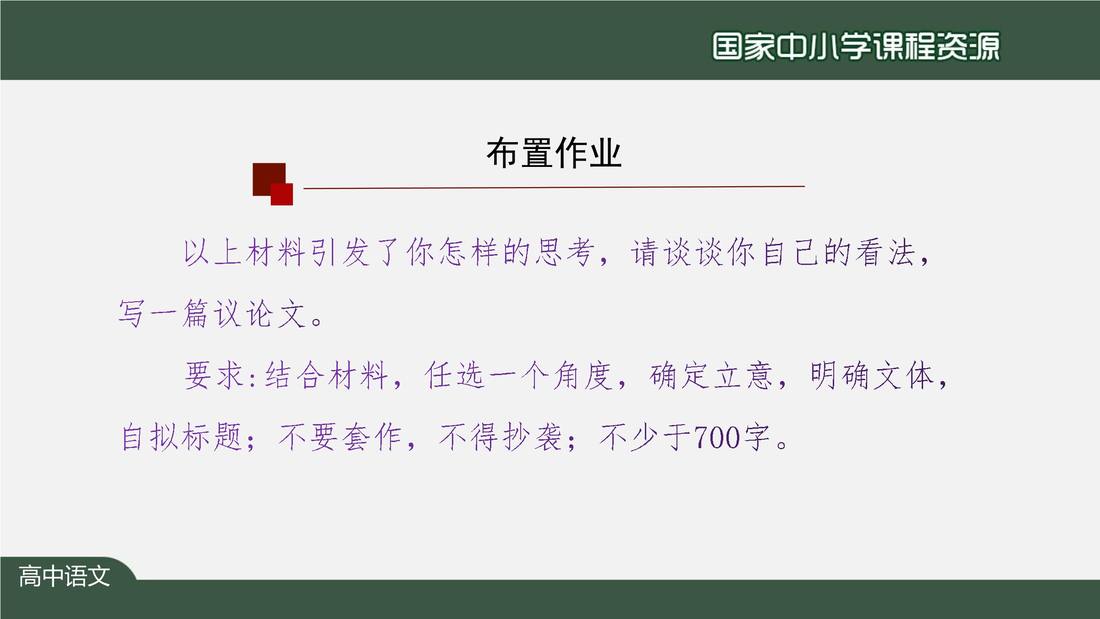 国家中小学课程资源
布置作业
以上材料引发了你怎样的思考，请谈谈你自己的看法，
写一篇议论文。
要求:结合材料，任选一个角度，确定立意，明确文体，
自拟标题；不要套作，不得抄袭；不少于700字。
高中语文